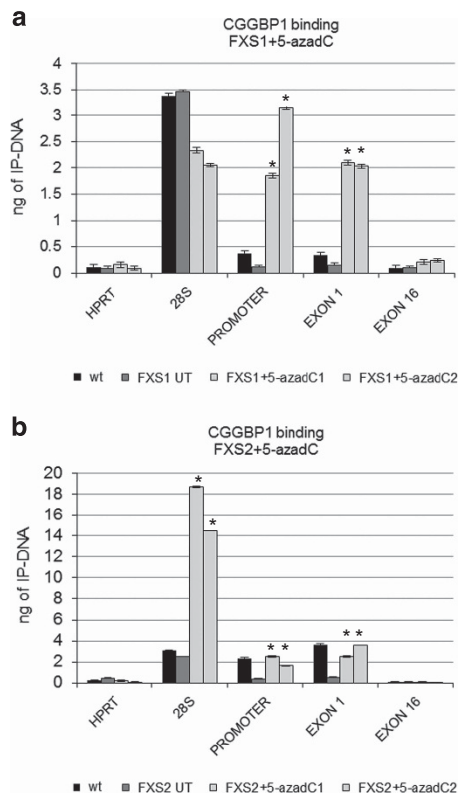 a
CGGBP1 binding
FXS1+5-azadC
ng of IP-DNA
4
3.5
3
2.5
2
1.5
1
0.5
0
* * * *
HPRT 28S PROMOTER EXON 1 EXON 16
wt FXS1 UT FXS1+5-azadC1 FXS1+5-azadC2
b
CGGBP1 binding
FXS2+5-azadC
ng of IP-DNA
20
18
16
14
12
10
8
6
4
2
0
* * * * * *
HPRT 28S PROMOTER EXON 1 EXON 16
wt FXS2 UT FXS2+5-azadC1 FXS2+5-azadC2